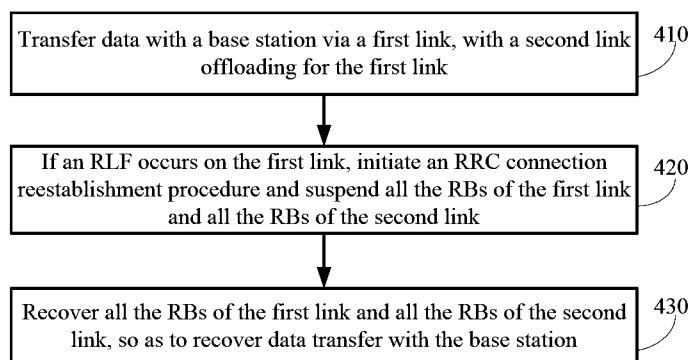 Transfer data with a base station via a first link, with a second link
offloading for the first link
410
If an RLF occurs on the first link, initiate an RRC connection
reestablishment procedure and suspend all the RBs of the first link
and all the RBs of the second link
420
Recover all the RBs of the first link and all the RBs of the second
link, so as to recover data transfer with the base station
430